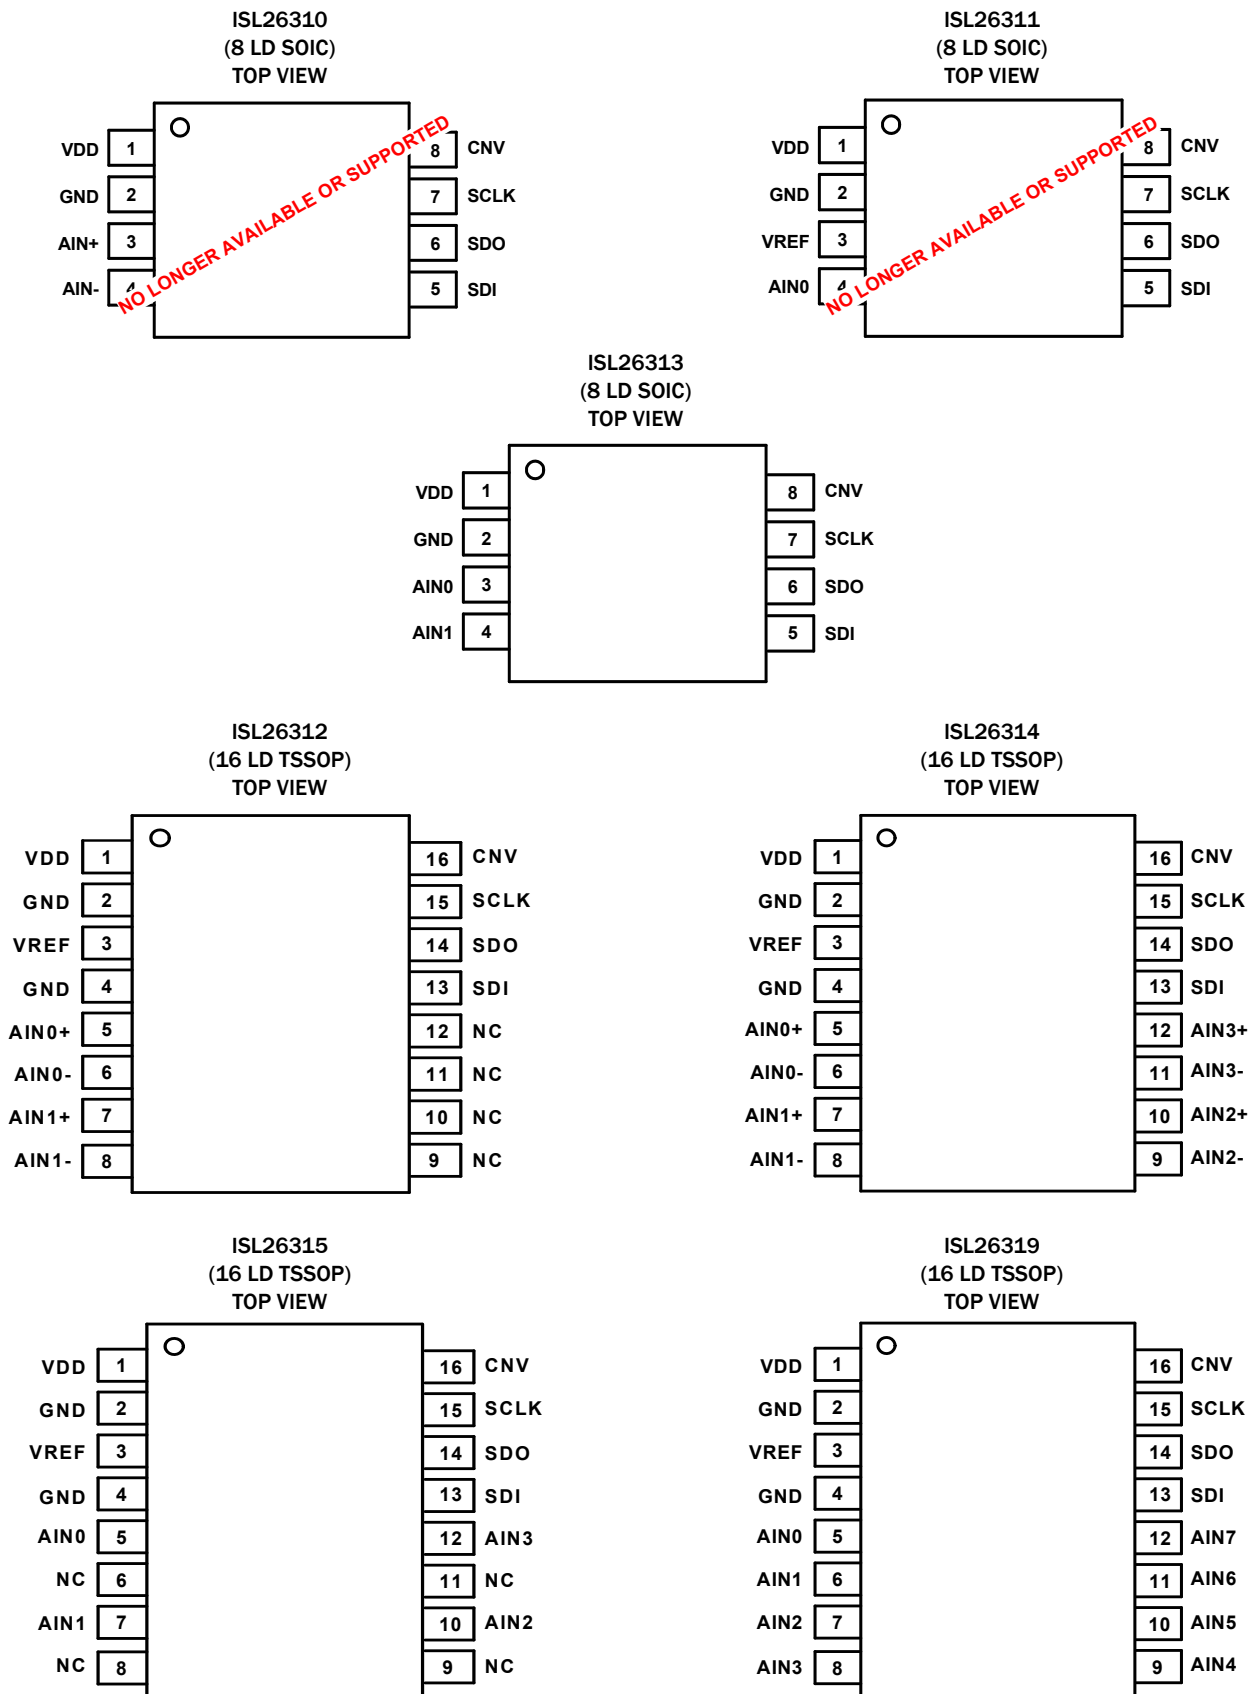 ISL26310
(8 LD SOIC)
TOP VIEW
VDD 1
GND 2
AIN+ 3
AIN- 4
8 CNV
7 SCLK
6 SDO
5 SDI
NO LONGER AVAILABLE OR SUPPORTED
ISL26311
(8 LD SOIC)
TOP VIEW
VDD 1
GND 2
VREF 3
AIN0 4
8 CNV
7 SCLK
6 SDO
5 SDI
NO LONGER AVAILABLE OR SUPPORTED
ISL26313
(8 LD SOIC)
TOP VIEW
VDD 1
GND 2
AIN0 3
AIN1 4
8 CNV
7 SCLK
6 SDO
5 SDI
ISL26312
(16 LD TSSOP)
TOP VIEW
VDD 1
GND 2
VREF 3
GND 4
AIN0+ 5
AIN0- 6
AIN1+ 7
AIN1- 8
16 CNV
15 SCLK
14 SDO
13 SDI
12 NC
11 NC
10 NC
9 NC
ISL26314
(16 LD TSSOP)
TOP VIEW
VDD 1
GND 2
VREF 3
GND 4
AIN0+ 5
AIN0- 6
AIN1+ 7
AIN1- 8
16 CNV
15 SCLK
14 SDO
13 SDI
12 AIN3+
11 AIN3-
10 AIN2+
9 AIN2-
ISL26315
(16 LD TSSOP)
TOP VIEW
VDD 1
GND 2
VREF 3
GND 4
AIN0 5
NC 6
AIN1 7
NC 8
16 CNV
15 SCLK
14 SDO
13 SDI
12 AIN3
11 NC
10 AIN2
9 NC
ISL26319
(16 LD TSSOP)
TOP VIEW
VDD 1
GND 2
VREF 3
GND 4
AIN0 5
AIN1 6
AIN2 7
AIN3 8
16 CNV
15 SCLK
14 SDO
13 SDI
12 AIN7
11 AIN6
10 AIN5
9 AIN4